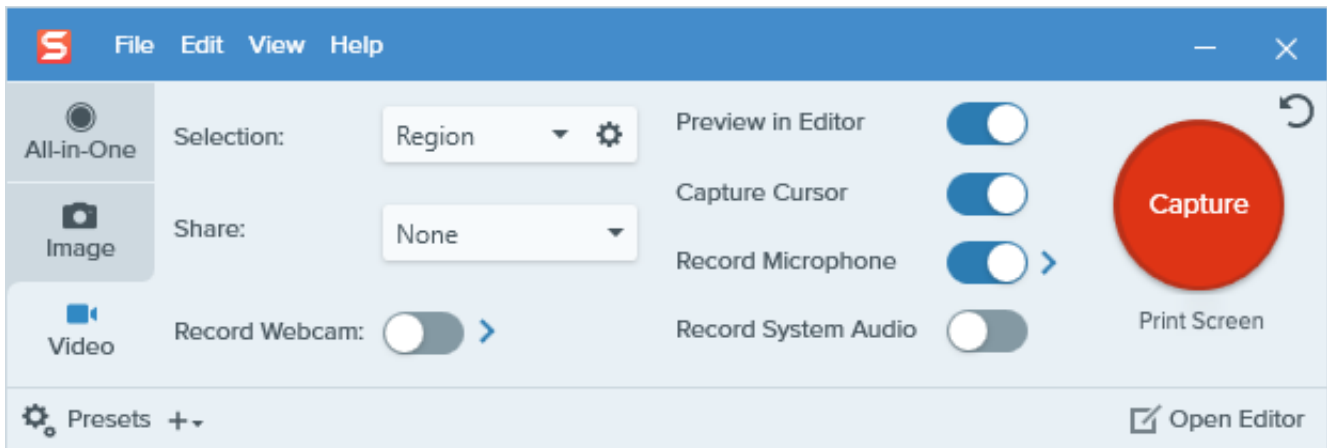 S File Edit View Help
All-in-One
Image
Video
Selection: Region
Share: None
Record Webcam:
Preview in Editor
Capture Cursor
Record Microphone
Record System Audio
Capture
Print Screen
Presets
Open Editor